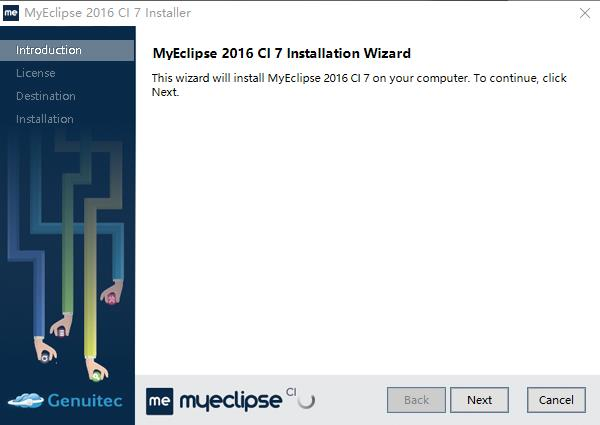 me MyEclipse 2016 CI 7 Installer
Introduction
License
Destination
Installation
MyEclipse 2016 CI 7 Installation Wizard
This wizard will install MyEclipse 2016 CI 7 on your computer. To continue, click
Next.
Genuitec
me myeclipse CI
Back
Next
Cancel